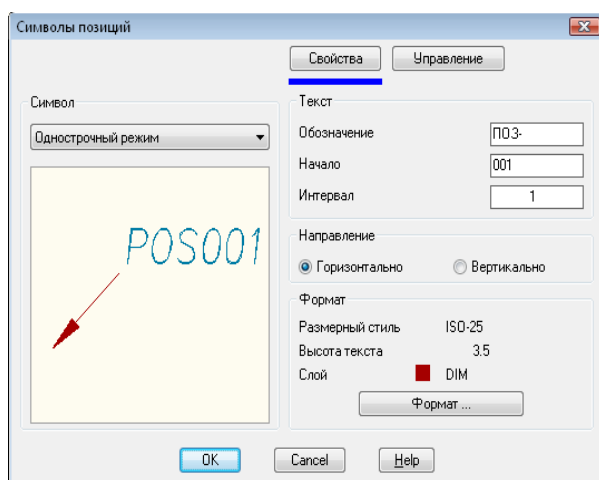 Символы позиций
Свойства Управление
Символ
Однострочный режим
POS001
Текст
Обозначение ПОЗ-
Начало 001
Интервал 1
Направление
Горизонтально Вертикально
Формат
Размерный стиль ISO-25
Высота текста 3.5
Слой DIM
Формат ...
OK Cancel Help